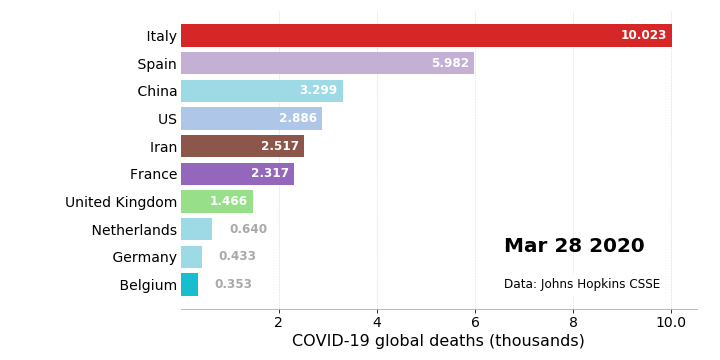 Italy 10.023
Spain 5.982
China 3.299
US 2.886
Iran 2.517
France 2.317
United Kingdom 1.466
Netherlands 0.640
Germany 0.433
Belgium 0.353
Mar 28 2020
Data: Johns Hopkins CSSE
2 4 6 8 10.0
COVID-19 global deaths (thousands)